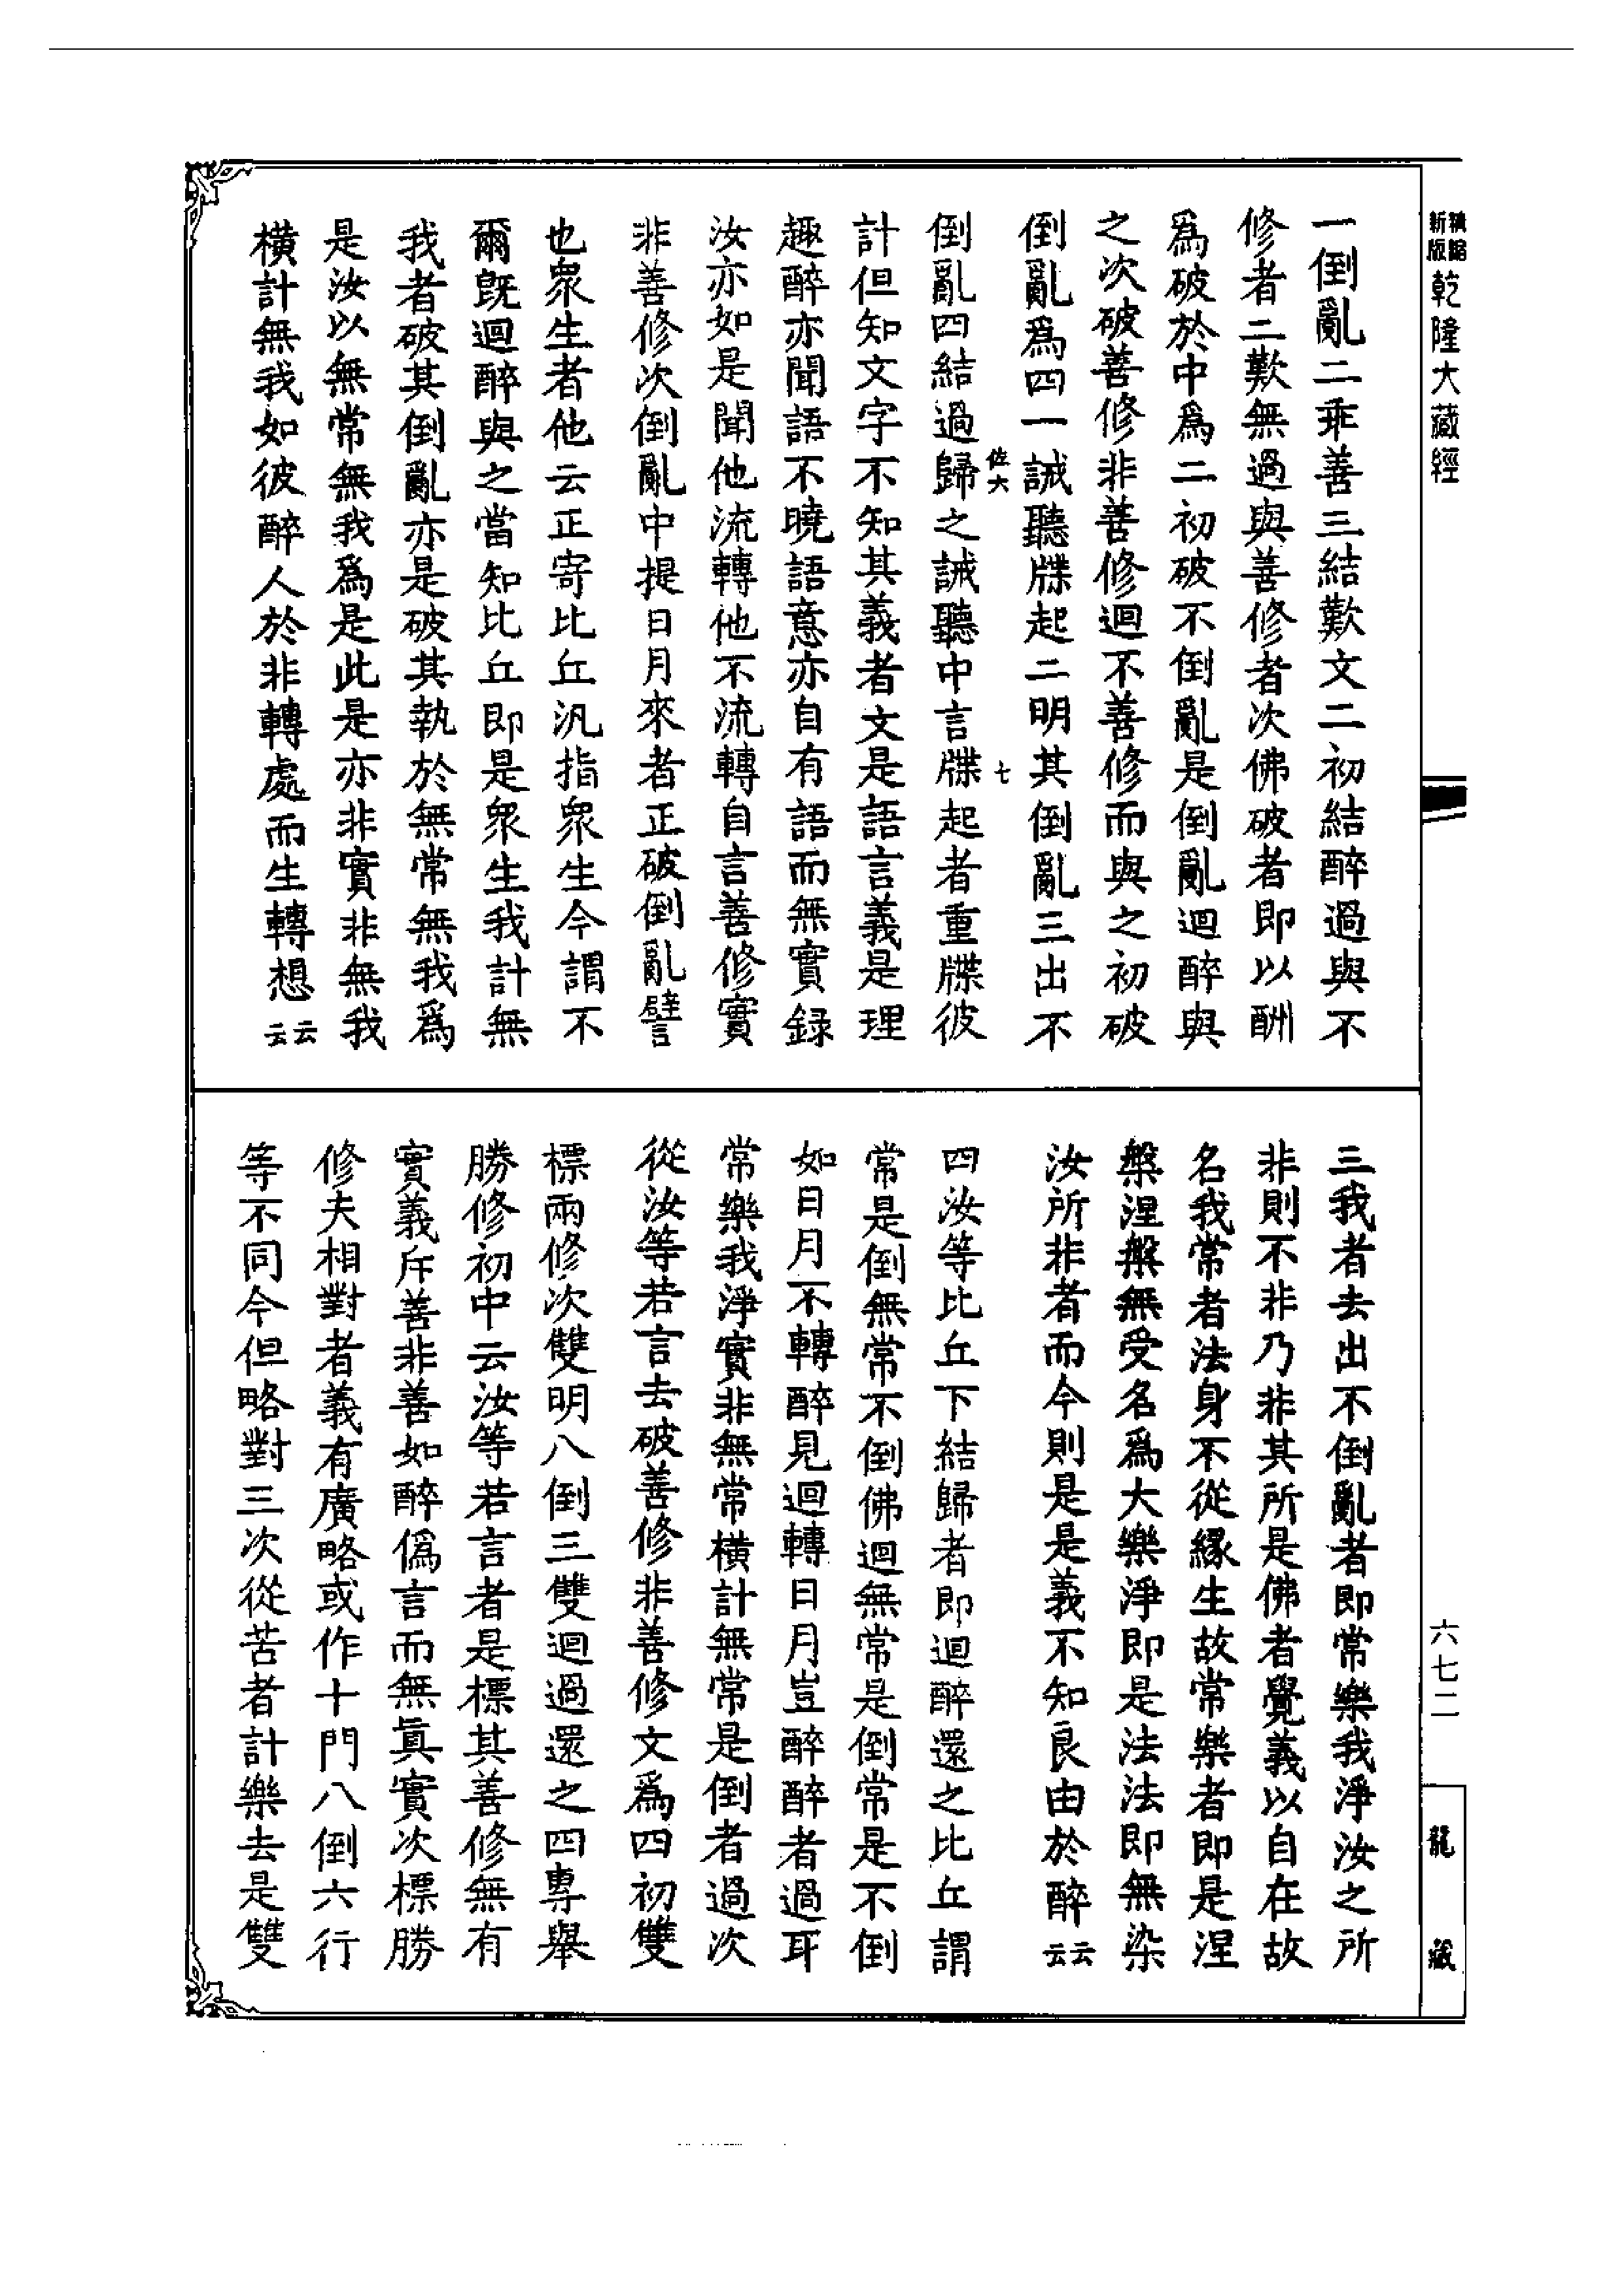 新版 精縮 乾隆大藏經
六七二
龍藏
一倒亂二乖善三結歎文二初結醉過與不
修者二歎無過與善修者次佛破者即以酬
爲破於中爲二初破不倒亂是倒亂迴醉與
之次破善修非善修迴不善修而與之初破
倒亂爲四一誡聽牒起二明其倒亂三出不
佐大 七
倒亂四結過歸之誡聽中言牒起者重牒彼
計但知文字不知其義者文是語言義是理
趣醉亦聞語不曉語意亦自有語而無實録
汝亦如是聞他流轉他不流轉自言善修實
非善修次倒亂中提日月來者正破倒亂譬
也衆生者他云正寄比丘汎指衆生今謂不
爾旣迴醉與之當知比丘即是衆生我計無
我者破其倒亂亦是破其執於無常無我爲
是汝以無常無我爲是此是亦非實非無我
橫計無我如彼醉人於非轉處而生轉想云云
三我者去出不倒亂者即常樂我淨汝之所
非則不非乃非其所是佛者覺義以自在故
名我常者法身不從緣生故常樂者即是涅
槃涅槃無受名爲大樂淨即是法法即無染
汝所非者而今則是是義不知良由於醉云云
四汝等比丘下結歸者即迴醉還之比丘謂
常是倒無常不倒佛迴無常是倒常是不倒
如日月不轉醉見迴轉日月豈醉醉者過耳
常樂我淨實非無常橫計無常是倒者過次
從汝等若言去破善修非善修文爲四初雙
標兩修次雙明八倒三雙迴過還之四專舉
勝修初中云汝等若言者是標其善修無有
實義斥善非善如醉僞言而無眞實次標勝
修夫相對者義有廣略或作十門八倒六行
等不同今但略對三次從苦者計樂去是雙